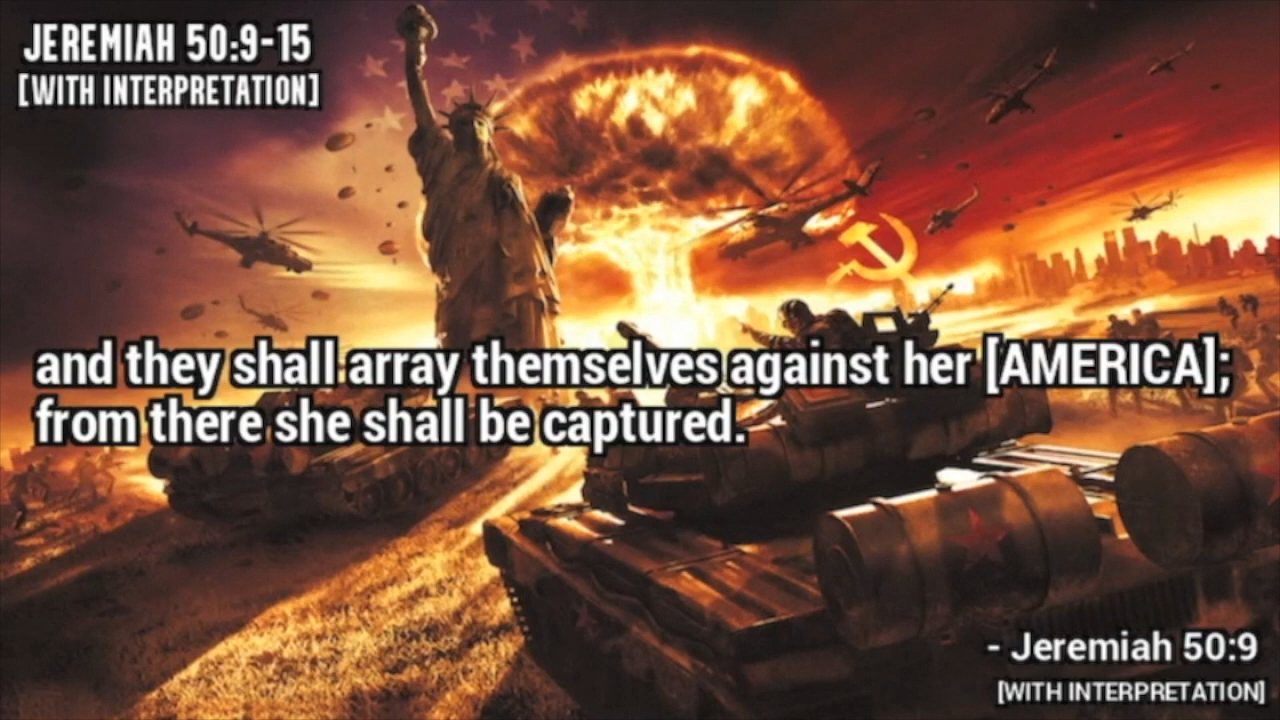 JEREMIAH 50:9-15
[WITH INTERPRETATION]
and they shall array themselves against her [AMERICA];
from there she shall be captured.
- Jeremiah 50:9
[WITH INTERPRETATION]